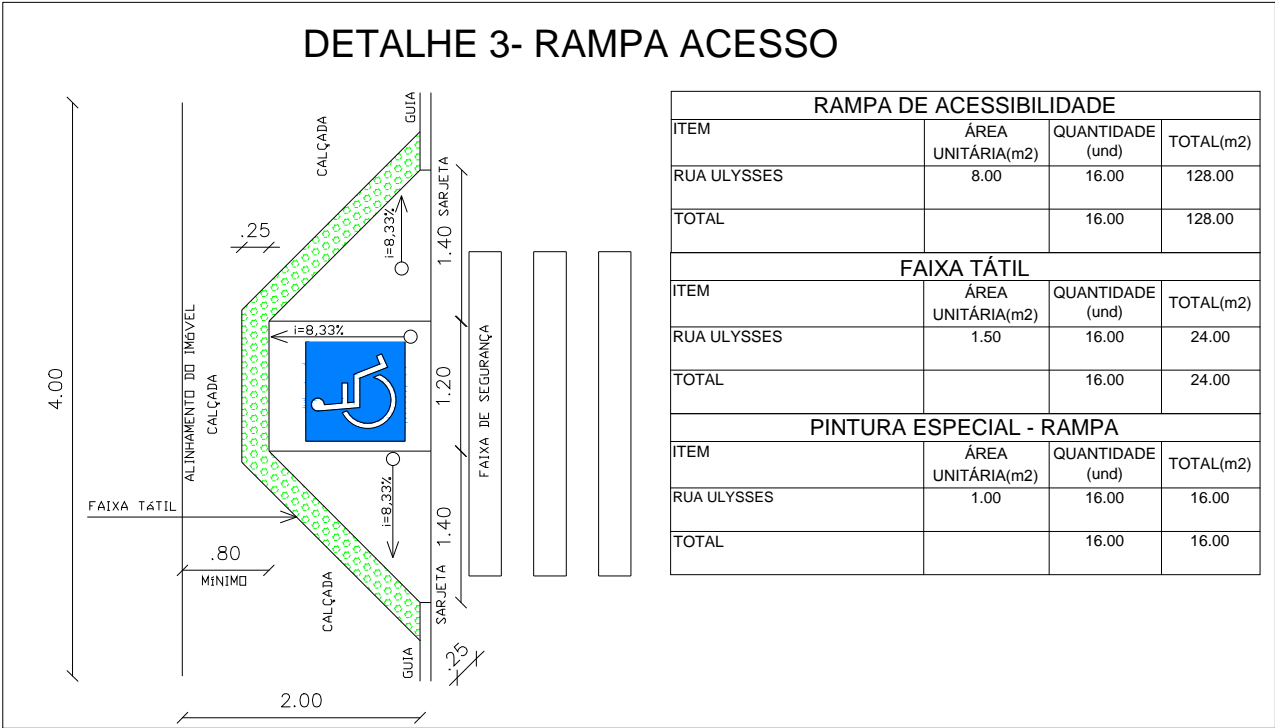 DETALHE 3- RAMPA ACESSO
4.00
ALINHAMENTO DO IMóVEL
CALÇADA
CALÇADA
CALÇADA
GUIA
GUIA
.25
i=8,33%
i=8,33%
i=8,33%
1.40 SARJETA
1.20
SARJETA 1.40
FAIXA DE SEGURANÇA
FAIXA TáTIL
.80
MíNIMO
.25
2.00
RAMPA DE ACESSIBILIDADE
ITEM ÁREA UNITÁRIA(m2) QUANTIDADE (und) TOTAL(m2)
RUA ULYSSES 8.00 16.00 128.00
TOTAL 16.00 128.00
FAIXA TÁTIL
ITEM ÁREA UNITÁRIA(m2) QUANTIDADE (und) TOTAL(m2)
RUA ULYSSES 1.50 16.00 24.00
TOTAL 16.00 24.00
PINTURA ESPECIAL - RAMPA
ITEM ÁREA UNITÁRIA(m2) QUANTIDADE (und) TOTAL(m2)
RUA ULYSSES 1.00 16.00 16.00
TOTAL 16.00 16.00